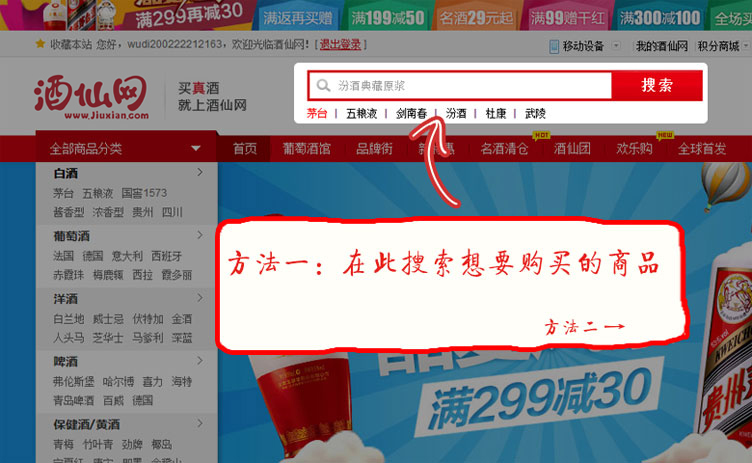 满299减50
满返再买赠
满199减50
名酒29元起
满99赠干红
满300减100
全场买
收藏本站 您好，wudi200222212163，欢迎光临酒仙网！[退出登录]
移动设备
我的酒仙网
积分商城
酒仙网
www.Jiuxian.com
买真酒
就上酒仙网
汾酒典藏原浆
搜索
茅台 | 五粮液 | 剑南春 | 汾酒 | 杜康 | 武陵
全部商品分类
首页 葡萄酒馆 品牌街 名酒清仓 HOT 酒仙团 欢乐购 HOT 全球首发
白酒
茅台 五粮液 国窖1573
酱香型 浓香型 贵州 四川
葡萄酒
法国 德国 意大利 西班牙
赤霞珠 梅鹿辄 西拉 霞多丽
洋酒
白兰地 威士忌 伏特加 金酒
人头马 芝华士 马爹利 深蓝
啤酒
弗伦斯堡 哈尔博 喜力 海特
青岛啤酒 百威 德国
保健酒/黄酒
青梅 竹叶青 劲牌 椰岛
方法一：在此搜索想要购买的商品
方法二→
满299减30
贵州